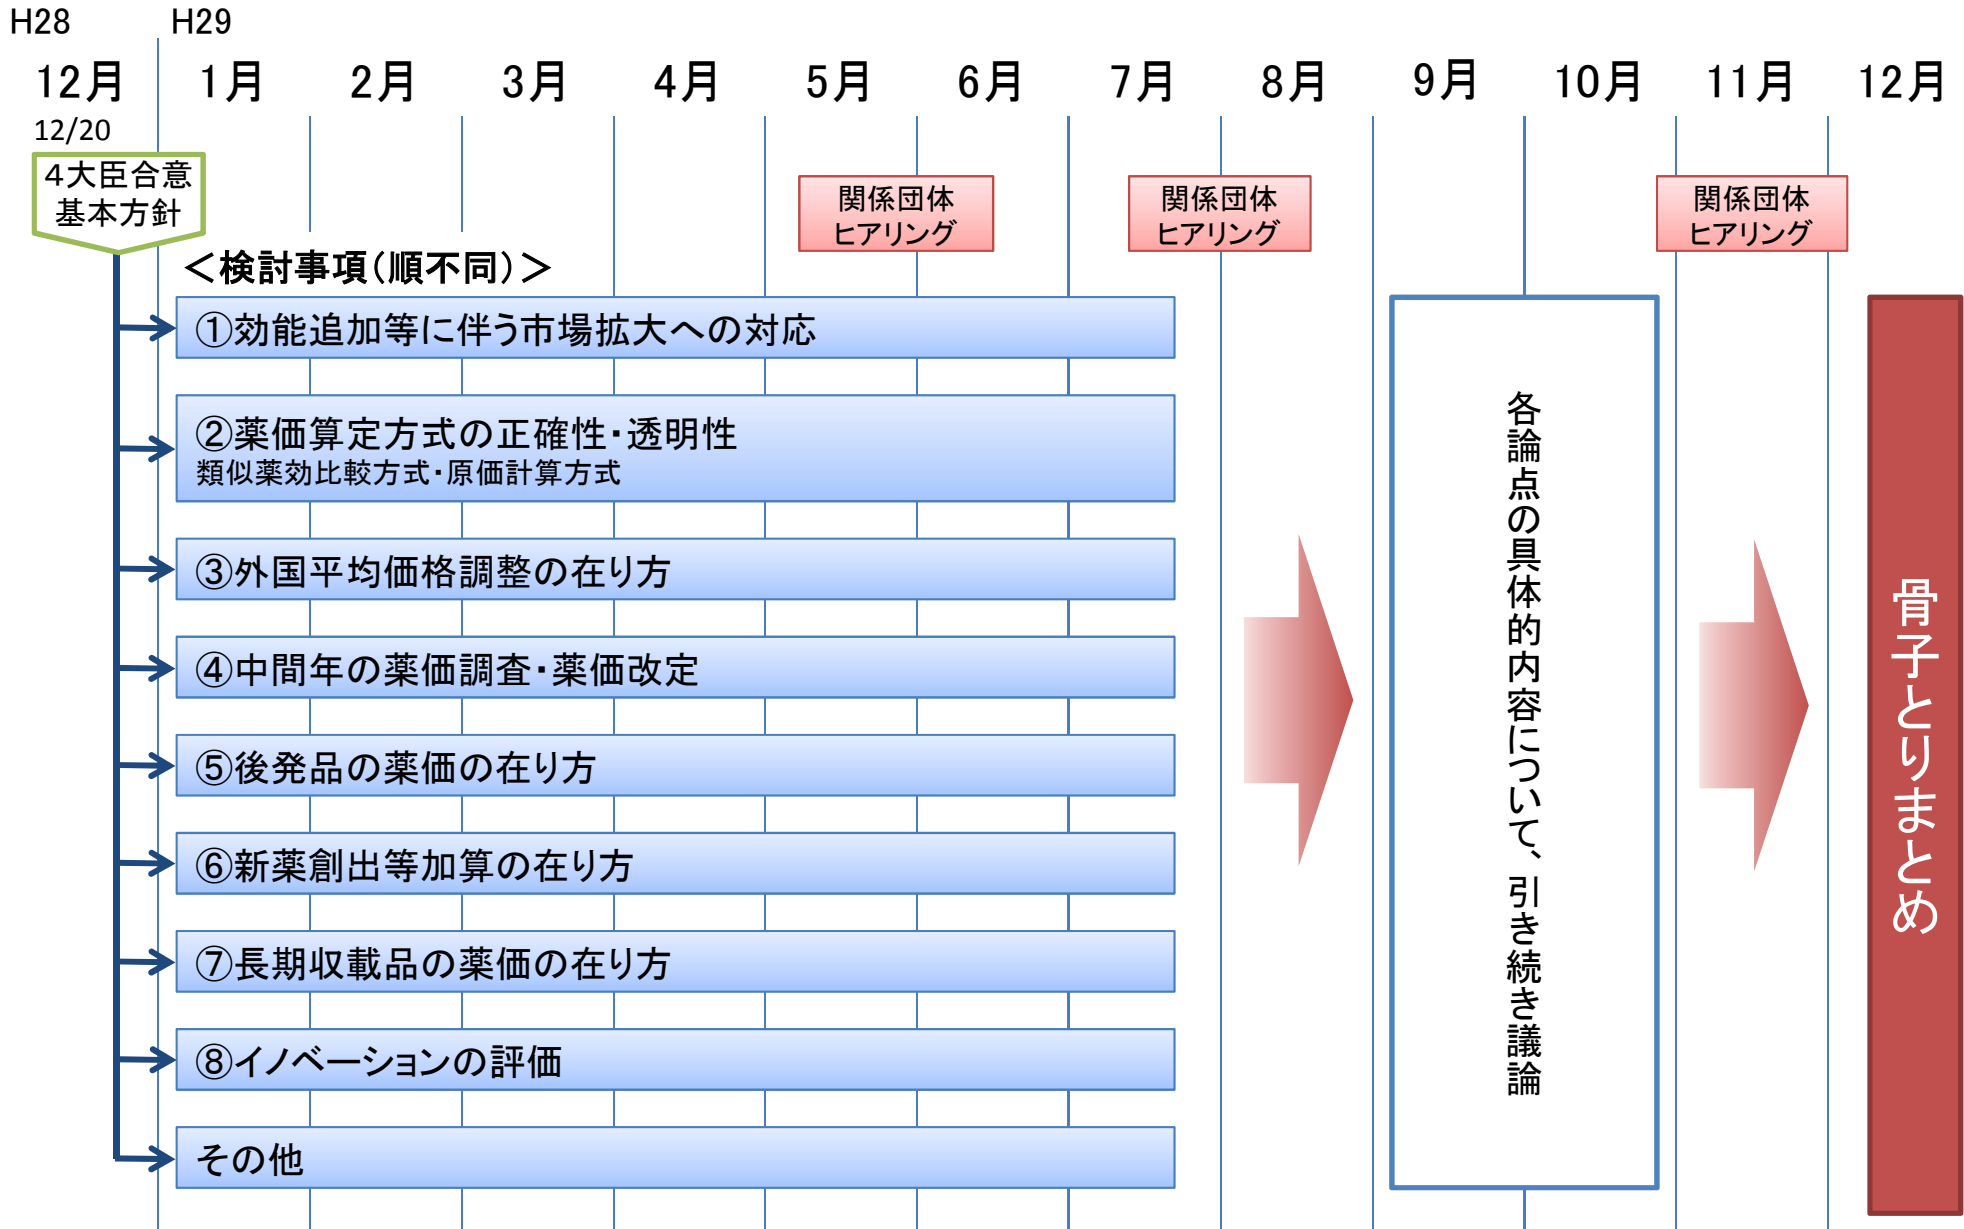 H28
H29
12月
1月
2月
3月
4月
5月
6月
7月
8月
9月
10月
11月
12月
12/20
4大臣合意
基本方針
関係団体
ヒアリング
関係団体
ヒアリング
関係団体
ヒアリング
＜検討事項（順不同）＞
①効能追加等に伴う市場拡大への対応
②薬価算定方式の正確性・透明性
類似薬効比較方式・原価計算方式
③外国平均価格調整の在り方
④中間年の薬価調査・薬価改定
⑤後発品の薬価の在り方
⑥新薬創出等加算の在り方
⑦長期収載品の薬価の在り方
⑧イノベーションの評価
その他
各論点の具体的内容について、引き続き議論
骨子とりまとめ